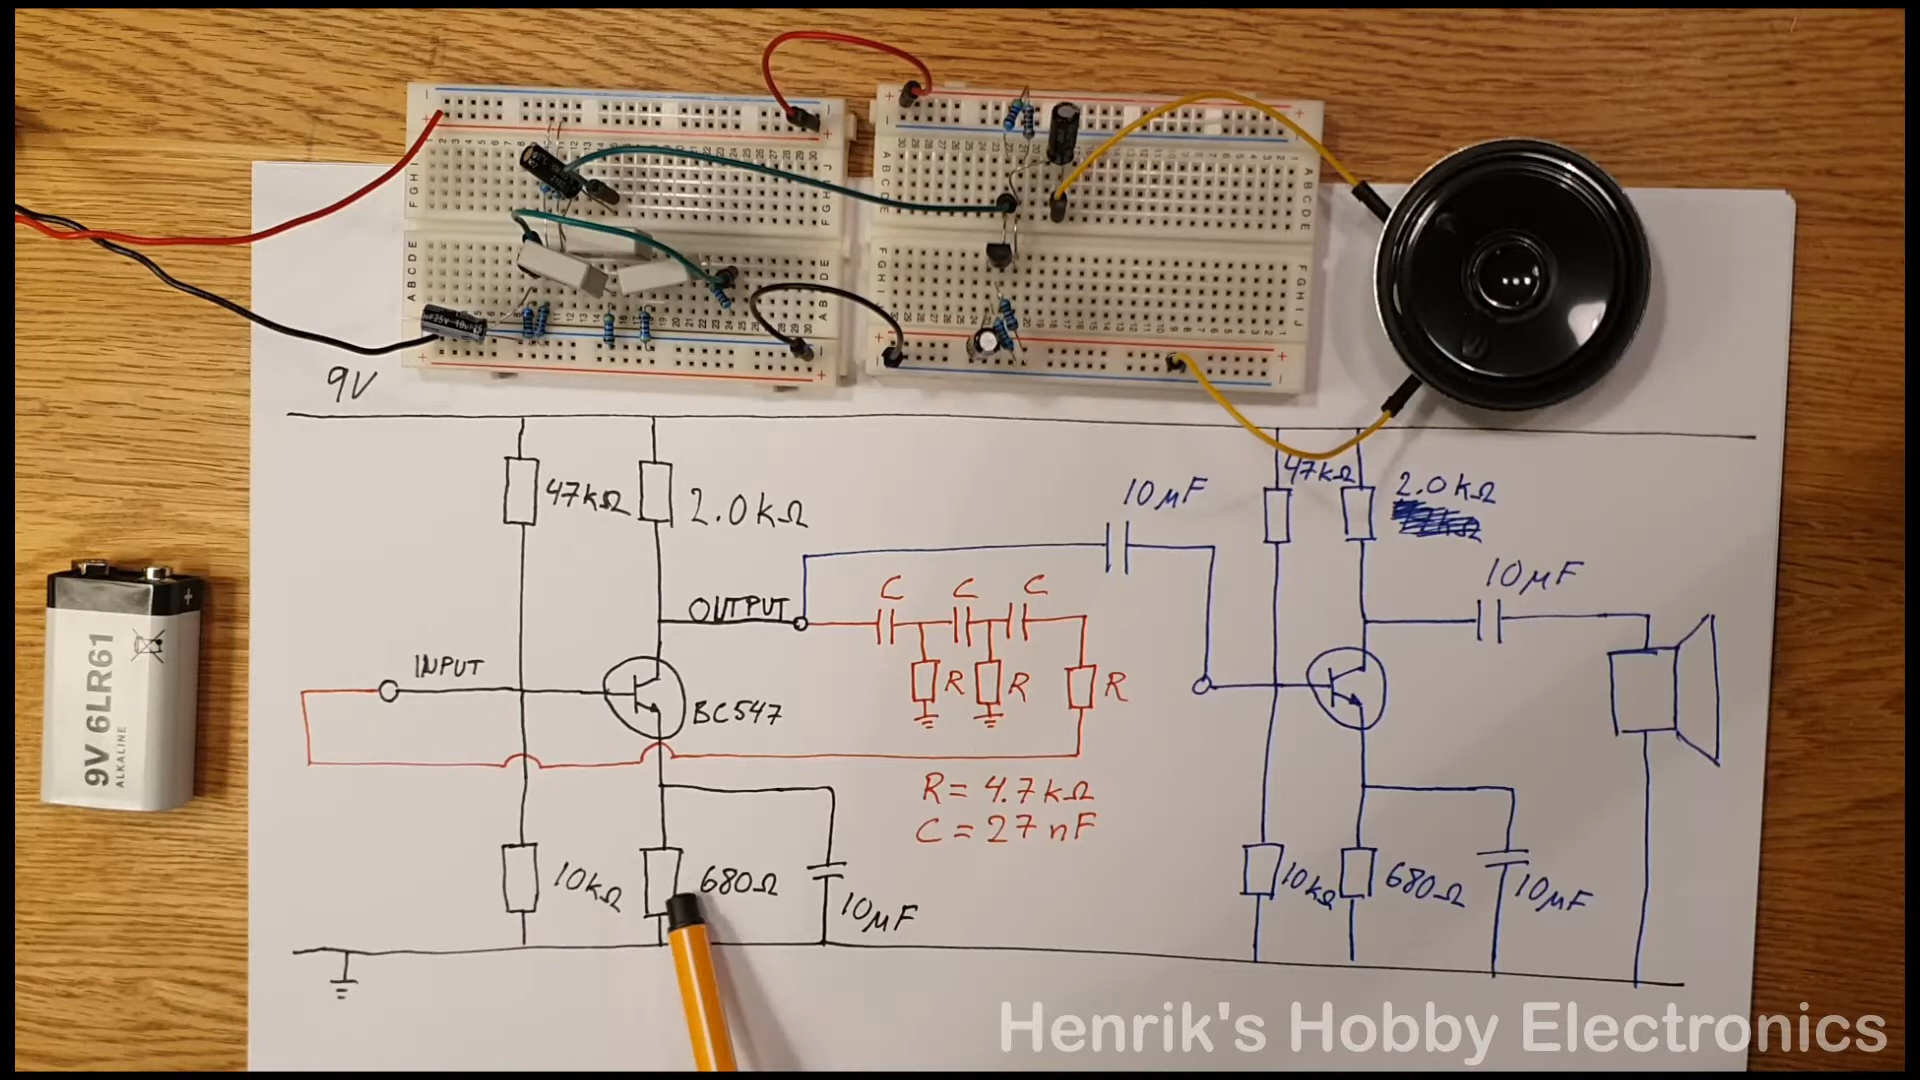 9V
47kΩ
2.0kΩ
47kΩ
2.0kΩ
10µF
10µF
OUTPUT
C
C
C
INPUT
R
R
R
BC547
R = 4.7kΩ
C = 27nF
10kΩ
680Ω
10µF
10kΩ
680Ω
10µF
9V 6LR61
ALKALINE
Henrik's Hobby Electronics